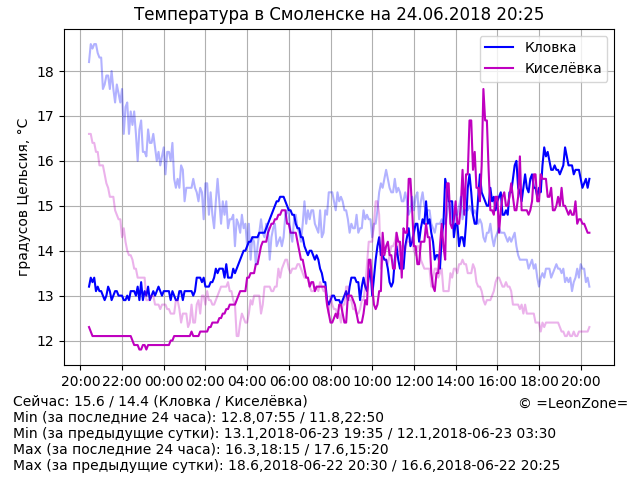 Температура в Смоленске на 24.06.2018 20:25
градусов Цельсия, °C
18
17
16
15
14
13
12
Кловка
Киселёвка
20:00 22:00 00:00 02:00 04:00 06:00 08:00 10:00 12:00 14:00 16:00 18:00 20:00
Сейчас: 15.6 / 14.4 (Кловка / Киселёвка)
© =LeonZone=
Min (за последние 24 часа): 12.8,07:55 / 11.8,22:50
Min (за предыдущие сутки): 13.1,2018-06-23 19:35 / 12.1,2018-06-23 03:30
Max (за последние 24 часа): 16.3,18:15 / 17.6,15:20
Max (за предыдущие сутки): 18.6,2018-06-22 20:30 / 16.6,2018-06-22 20:25